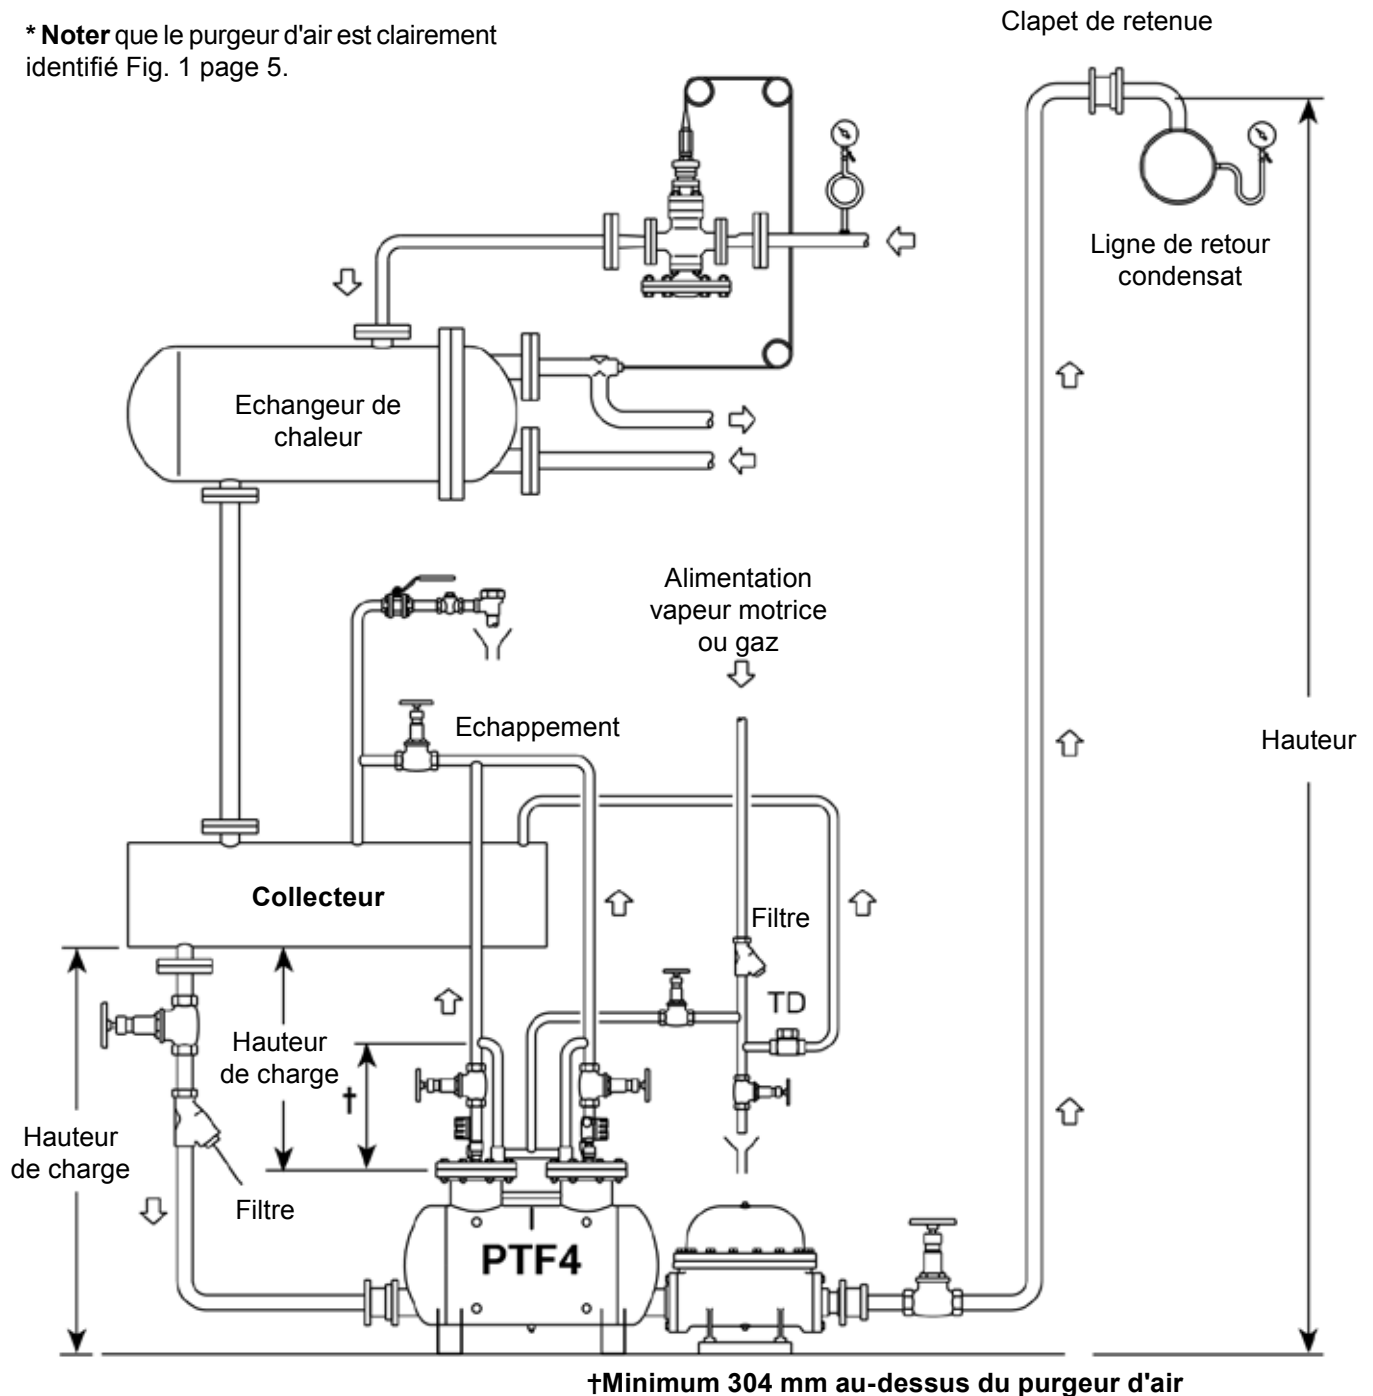 * Noter que le purgeur d'air est clairement
identifié Fig. 1 page 5.
Clapet de retenue
Ligne de retour
condensat
Echangeur de
chaleur
Alimentation
vapeur motrice
ou gaz
Echappement
Hauteur
Collecteur
Filtre
TD
Hauteur
de charge
†
Hauteur
de charge
Filtre
PTF4
†Minimum 304 mm au-dessus du purgeur d'air